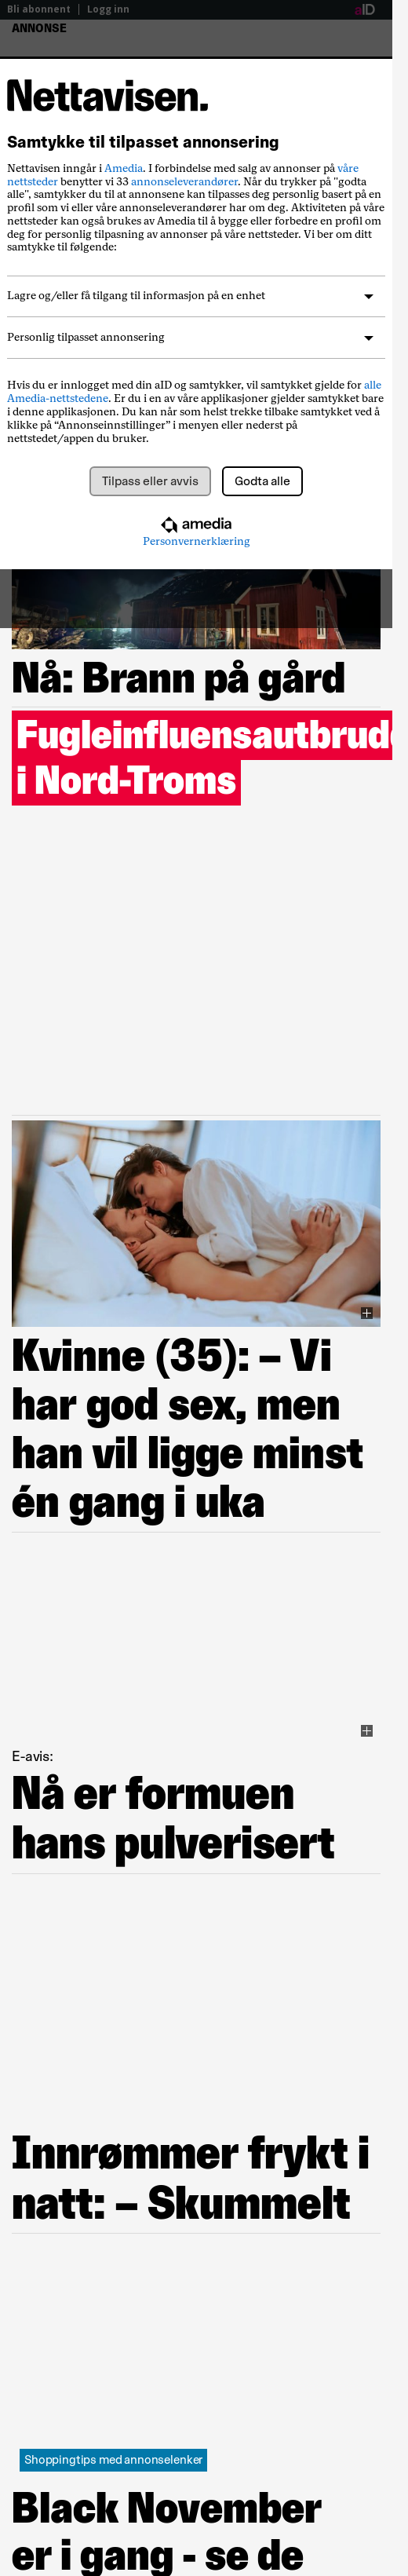 Bli abonnent | Logg inn
aID
ANNONSE
Nettavisen.
Samtykke til tilpasset annonsering
Nettavisen inngår i Amedia. I forbindelse med salg av annonser på våre
nettsteder benytter vi 33 annonseleverandører. Når du trykker på "godta
alle", samtykker du til at annonsene kan tilpasses deg personlig basert på en
profil som vi eller våre annonseleverandører har om deg. Aktiviteten på våre
nettsteder kan også brukes av Amedia til å bygge eller forbedre en profil om
deg for personlig tilpasning av annonser på våre nettsteder. Vi ber om ditt
samtykke til følgende:
Lagre og/eller få tilgang til informasjon på en enhet
Personlig tilpasset annonsering
Hvis du er innlogget med din aID og samtykker, vil samtykket gjelde for alle
Amedia-nettstedene. Er du i en av våre applikasjoner gjelder samtykket bare
i denne applikasjonen. Du kan når som helst trekke tilbake samtykket ved å
klikke på “Annonseinnstillinger” i menyen eller nederst på
nettstedet/appen du bruker.
Tilpass eller avvis
Godta alle
amedia
Personvernerklæring
Nå: Brann på gård
i Nord-Troms
Kvinne (35): – Vi
har god sex, men
han vil ligge minst
én gang i uka
E-avis:
Nå er formuen
hans pulverisert
Innrømmer frykt i
natt: – Skummelt
Shoppingtips med annonselenker
Black November
er i gang - se de